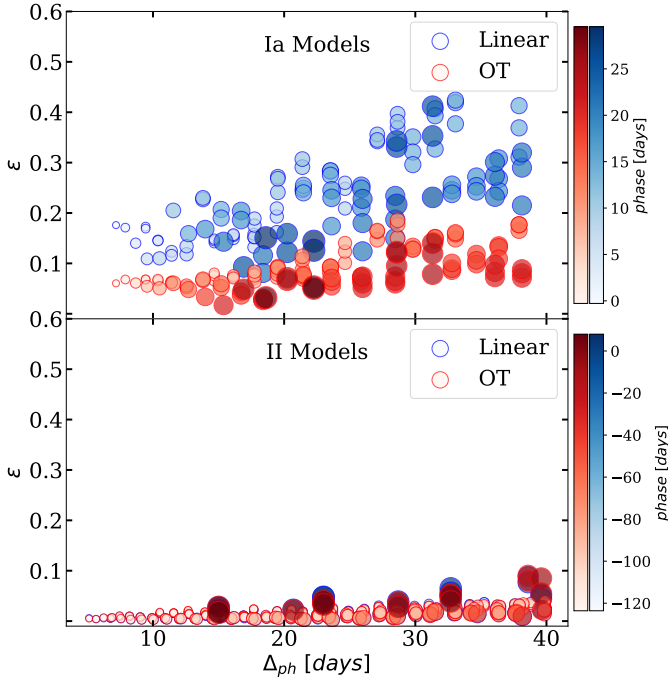 0.6
Ia Models
Linear
OT
0.5
0.4
0.3
0.2
0.1
ε
25
20
15
10
5
0
phase [days]
0.6
II Models
Linear
OT
0.5
0.4
0.3
0.2
0.1
ε
0
−20
−40
−60
−80
−100
−120
phase [days]
10
20
30
40
Δph [days]